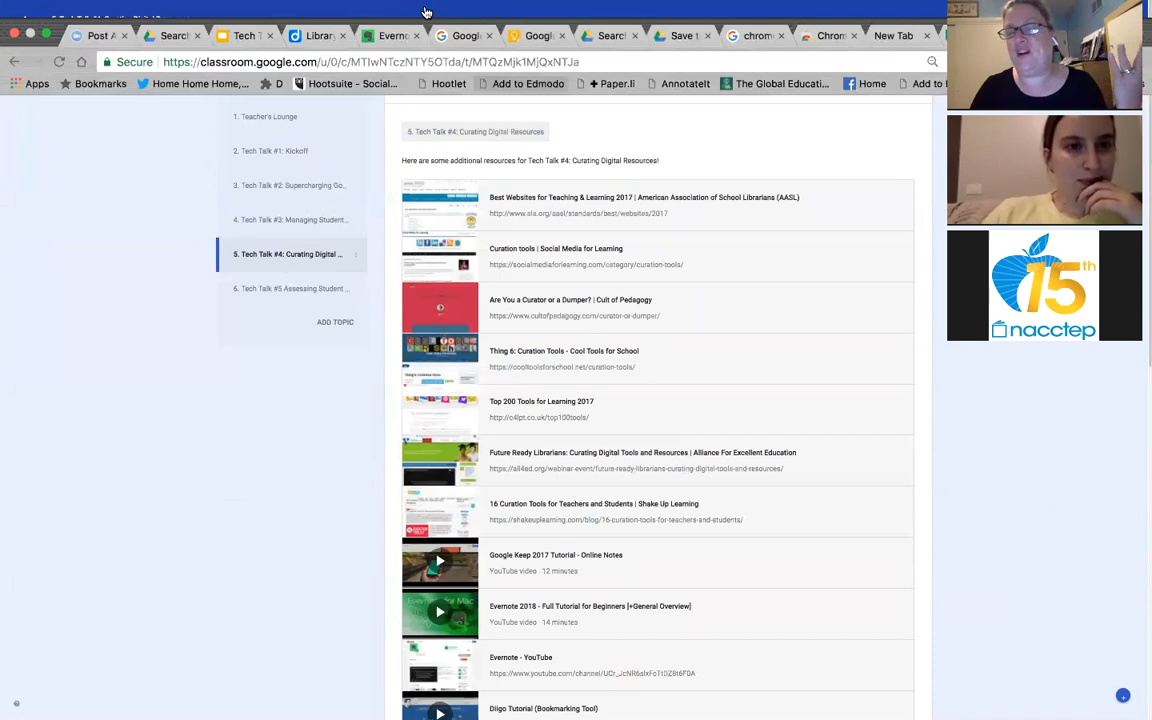 Post A
Search
Tech T
Library
Everno
Google
Google
Search
Save to
chrome
Chrom
New Tab
Secure https://classroom.google.com/u/0/c/MTIwNTczNTY5OTda/t/MTQzMjk1MjQxNTJa
Apps Bookmarks Home Home Home,... D Hootsuite - Social... Hootlet Add to Edmodo + Paper.li AnnotateIt The Global Educati... Home Add to
1. Teacher's Lounge
2. Tech Talk #1: Kickoff
3. Tech Talk #2: Supercharging Go...
4. Tech Talk #3: Managing Student...
5. Tech Talk #4: Curating Digital ...
6. Tech Talk #5 Assessing Student ...
ADD TOPIC
5. Tech Talk #4: Curating Digital Resources
Here are some additional resources for Tech Talk #4: Curating Digital Resources!
Best Websites for Teaching & Learning 2017 | American Association of School Librarians (AASL)
http://www.ala.org/aasl/standards/best/websites/2017
Curation tools | Social Media for Learning
https://socialmediaforlearning.com/category/curation-tools/
Are You a Curator or a Dumper? | Cult of Pedagogy
https://www.cultofpedagogy.com/curator-or-dumper/
Thing 6: Curation Tools - Cool Tools for School
https://cooltoolsforschool.net/curation-tools/
Top 200 Tools for Learning 2017
http://c4lpt.co.uk/top100tools/
Future Ready Librarians: Curating Digital Tools and Resources | Alliance For Excellent Education
https://all4ed.org/webinar-event/future-ready-librarians-curating-digital-tools-and-resources/
16 Curation Tools for Teachers and Students | Shake Up Learning
https://shakeuplearning.com/blog/16-curation-tools-for-teachers-and-students/
Google Keep 2017 Tutorial - Online Notes
YouTube video 12 minutes
Evernote 2018 - Full Tutorial for Beginners [+General Overview]
YouTube video 14 minutes
Evernote - YouTube
Diigo Tutorial (Bookmarking Tool)
15th
nacctep